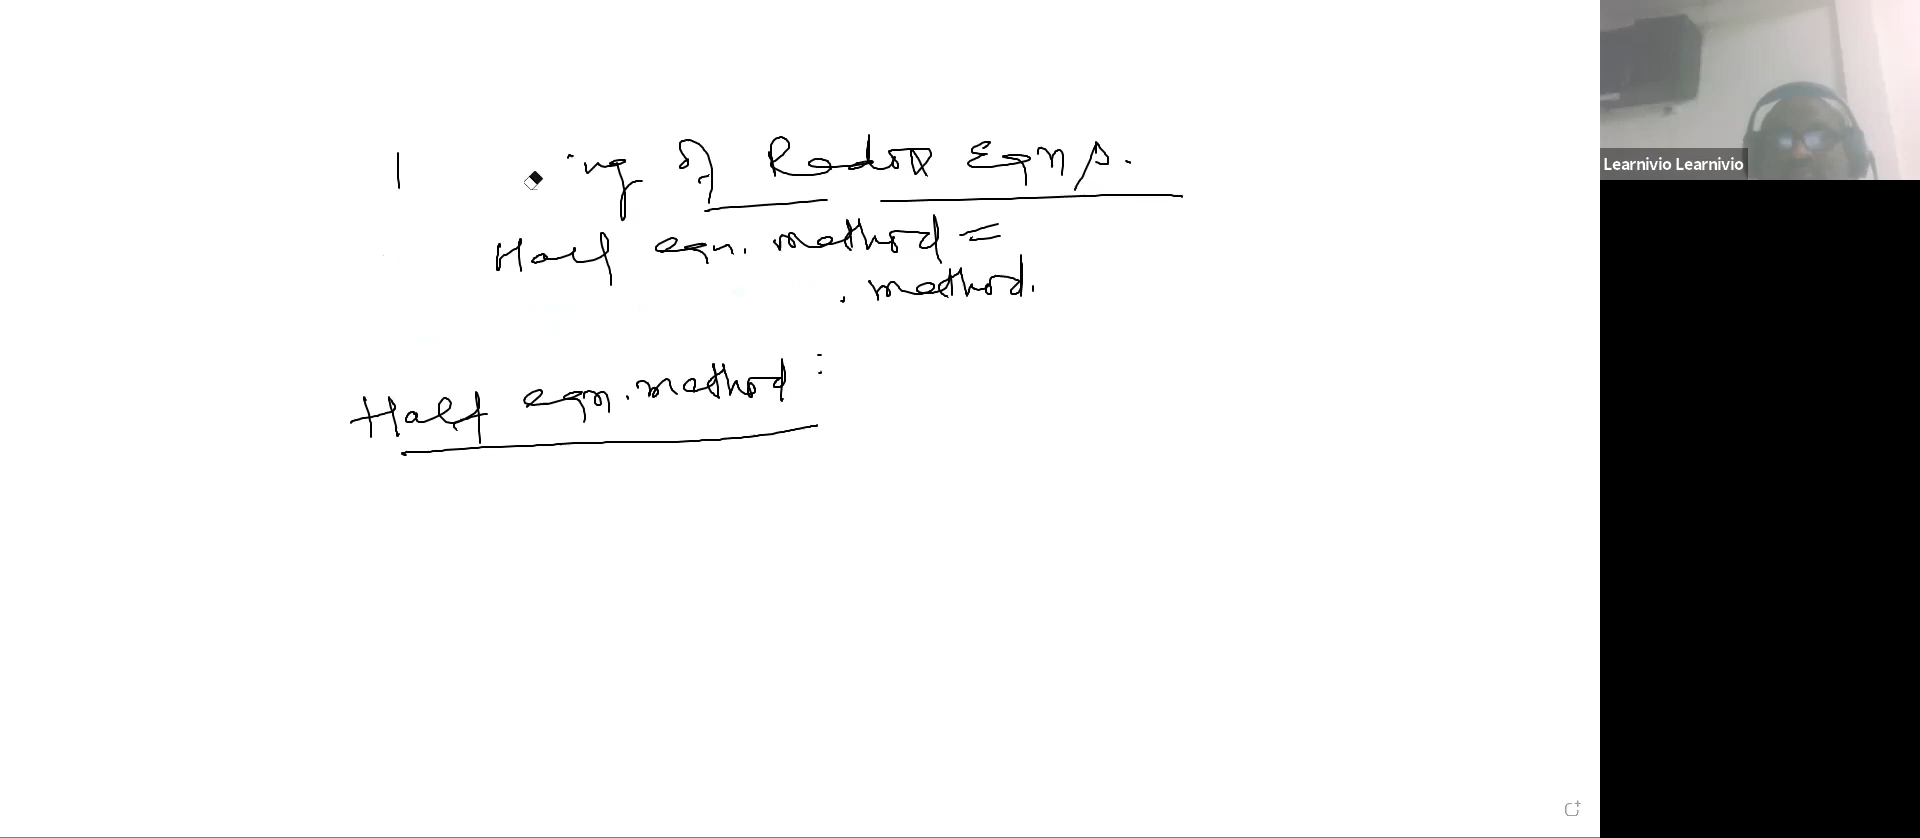 ing of Redox Eqns.
Half eqn. method =
. method.
Half eqn. method :
Learnivio Learnivio